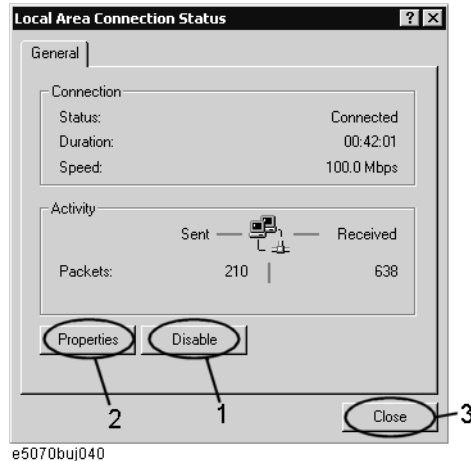 Local Area Connection Status
General
Connection
Status: Connected
Duration: 00:42:01
Speed: 100.0 Mbps
Activity
Sent Received
Packets: 210 638
Properties Disable
2 1
Close 3
e5070buj040